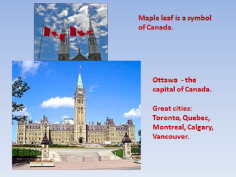 Maple leaf is a symbol
of Canada.
Ottawa - the
capital of Canada.
Great cities:
Toronto, Quebec,
Montreal, Calgary,
Vancouver.